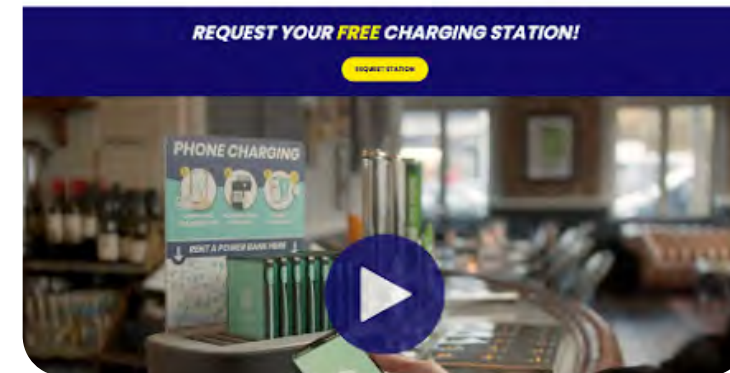 REQUEST YOUR FREE CHARGING STATION!
REQUEST STATION
PHONE CHARGING
RENT A POWER BANK HERE